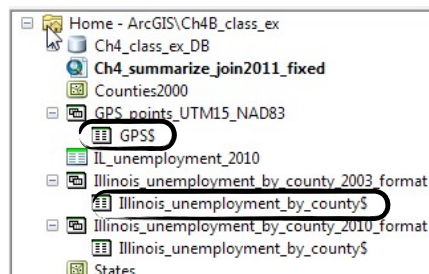 Home - ArcGIS\Ch4B_class_ex
Ch4_class_ex_DB
Ch4_summarize_join2011_fixed
Counties2000
GPS_points_UTM15_NAD83
GPS$
IL_unemployment_2010
Illinois_unemployment_by_county_2003_format
Illinois_unemployment_by_county$
Illinois_unemployment_by_county_2010_format
Illinois_unemployment_by_county$
States